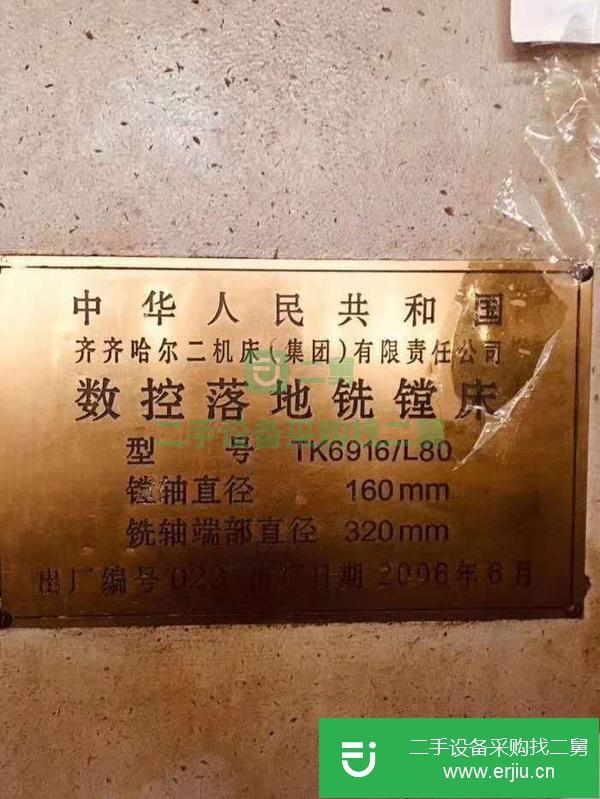 中华人民共和国
齐齐哈尔二机床(集团)有限责任公司
二舅
数控落地铣镗床
二手设备采购找二舅
型 号 TK6916/L80
镗轴直径 160mm
铣轴端部直径 320mm
出厂编号 023 出厂日期 2006年6月
二手设备采购找二舅
www.erjiu.cn